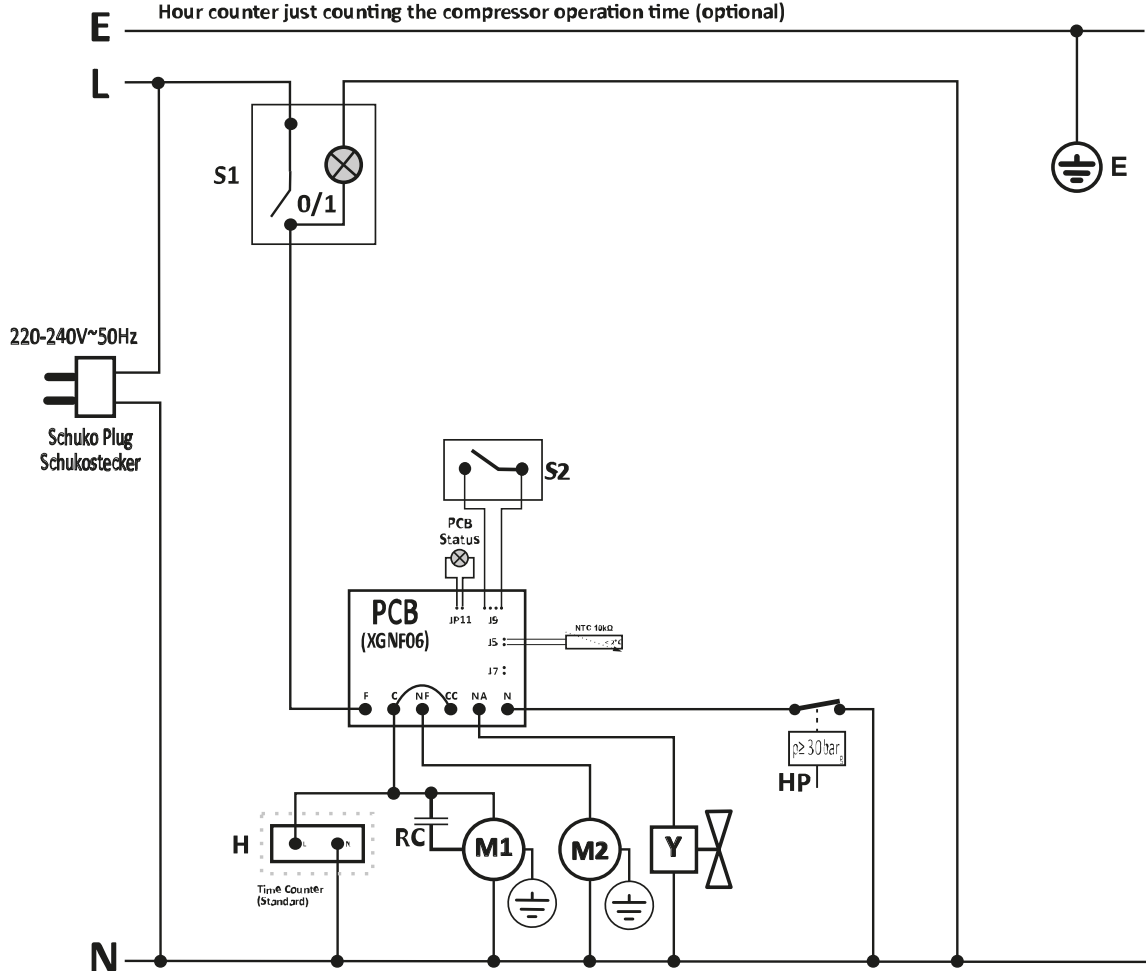 Hour counter just counting the compressor operation time (optional)
E
L
S1
0/1
E
220-240V~50Hz
Schuko Plug
Schukostecker
S2
PCB
Status
PCB
(XGNF06)
JP11
J9
J5
NTC 10kΩ
J7
F
C
NF
CC
NA
N
p≥30bar
HP
H
L
N
RC
M1
M2
Y
Time Counter
(Standard)
N